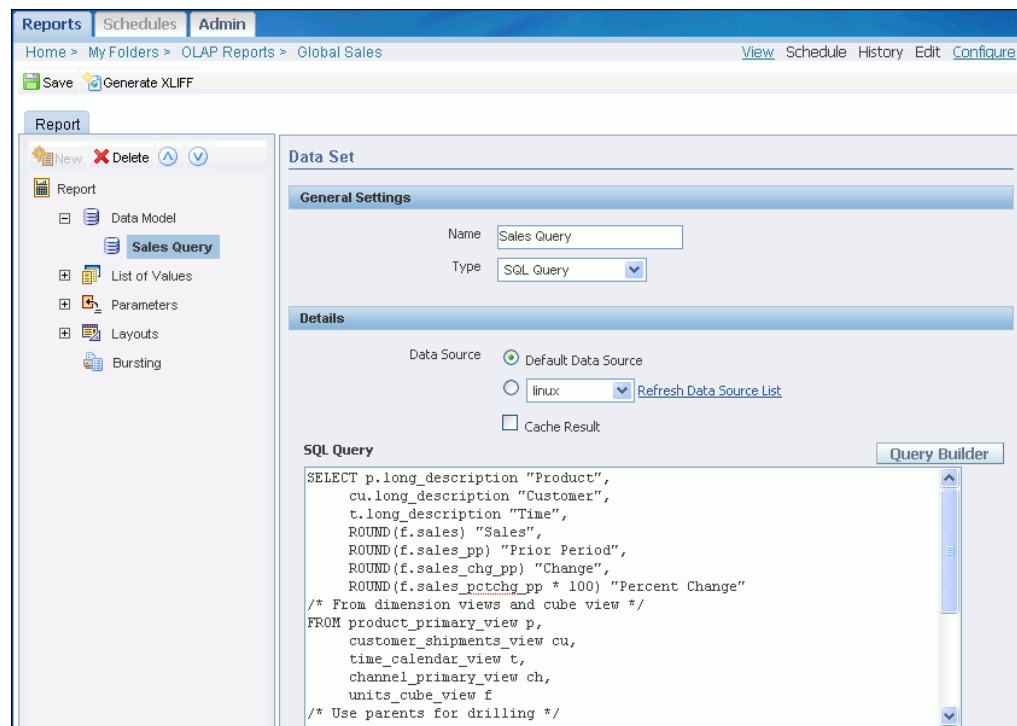 Reports Schedules Admin
Home > My Folders > OLAP Reports > Global Sales View Schedule History Edit Configure
Save Generate XLIFF
Report
New Delete
Report
Data Model
Sales Query
List of Values
Parameters
Layouts
Bursting
Data Set
General Settings
Name Sales Query
Type SQL Query
Details
Data Source Default Data Source
linux Refresh Data Source List
Cache Result
SQL Query Query Builder
SELECT p.long_description "Product",
cu.long_description "Customer",
t.long_description "Time",
ROUND(f.sales) "Sales",
ROUND(f.sales_pp) "Prior Period",
ROUND(f.sales_chg_pp) "Change",
ROUND(f.sales_pctchg_pp * 100) "Percent Change"
/* From dimension views and cube view */
FROM product_primary_view p,
customer_shipments_view cu,
time_calendar_view t,
channel_primary_view ch,
units_cube_view f
/* Use parents for drilling */